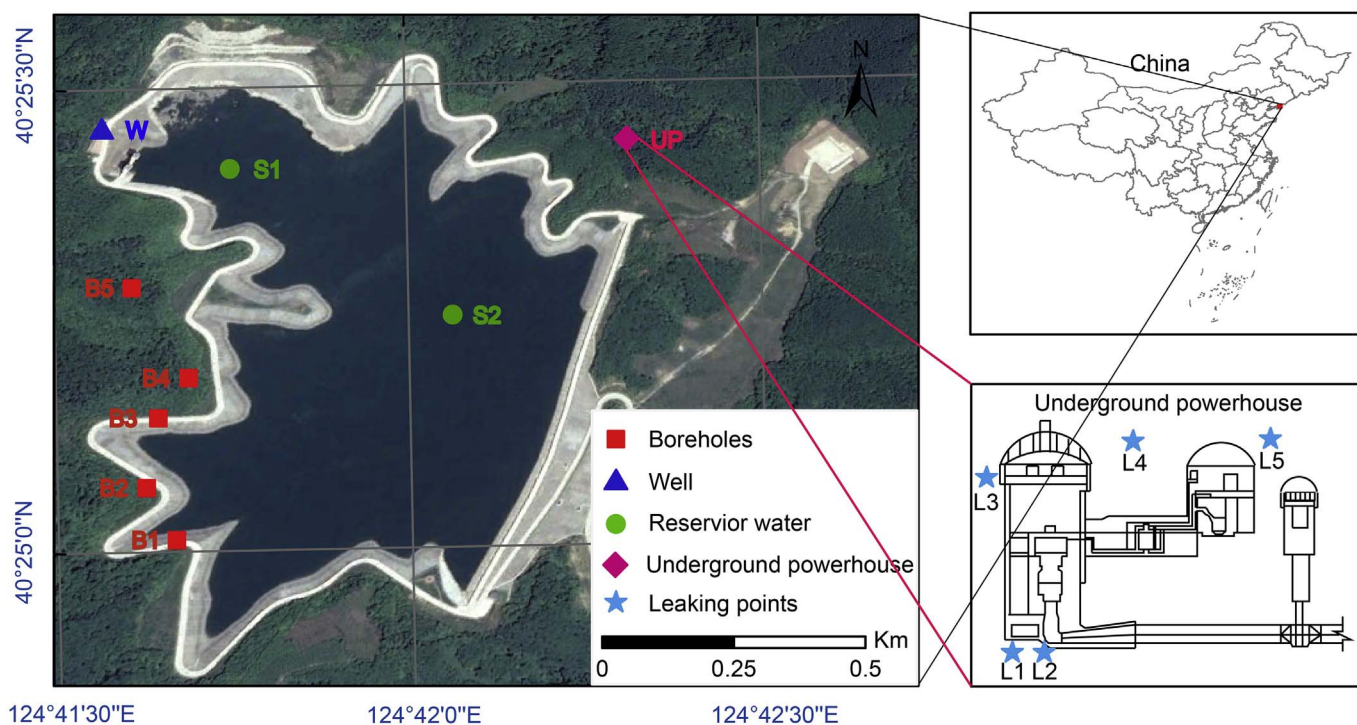 40°25'30"N
40°25'0"N
124°41'30"E
124°42'0"E
124°42'30"E
N
W
S1
UP
B5
S2
B4
B3
B2
B1
Boreholes
Well
Reservior water
Underground powerhouse
Leaking points
Km
0
0.25
0.5
China
Underground powerhouse
L4
L5
L3
L1
L2